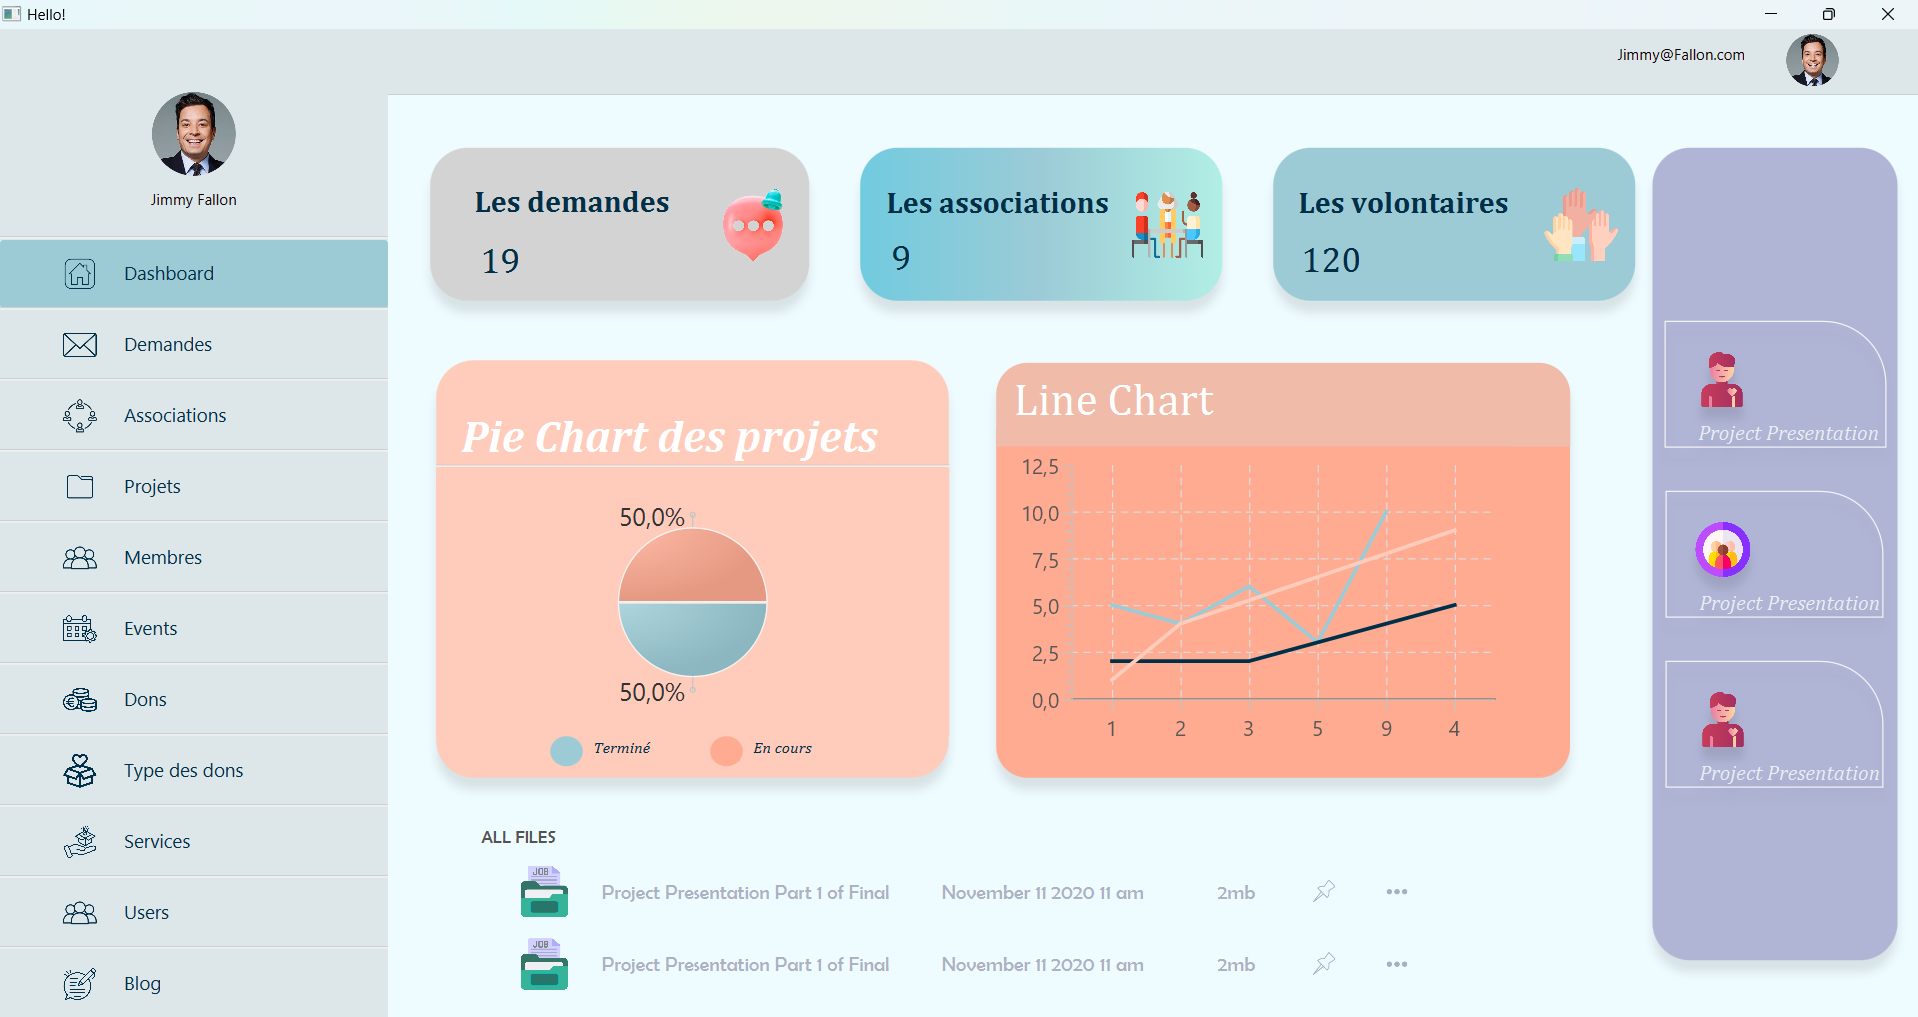 Hello!
Jimmy@Fallon.com
Jimmy Fallon
Dashboard
Demandes
Associations
Projets
Membres
Events
Dons
Type des dons
Services
Users
Blog
Les demandes
19
Les associations
9
Les volontaires
120
Pie Chart des projets
50,0%
50,0%
Terminé
En cours
Line Chart
12,5
10,0
7,5
5,0
2,5
0,0
1 2 3 5 9 4
Project Presentation
Project Presentation
Project Presentation
ALL FILES
JOB
Project Presentation Part 1 of Final November 11 2020 11 am 2mb
JOB
Project Presentation Part 1 of Final November 11 2020 11 am 2mb